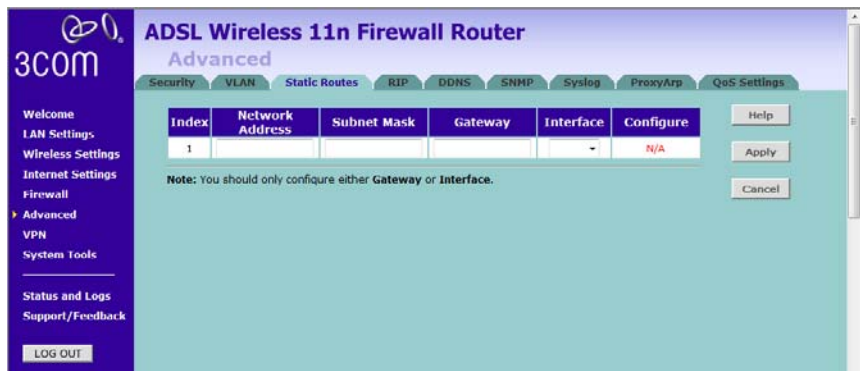 3COM
ADSL Wireless 11n Firewall Router
Advanced
Security VLAN Static Routes RIP DDNS SNMP Syslog ProxyArp QoS Settings
Welcome
LAN Settings
Wireless Settings
Internet Settings
Firewall
Advanced
VPN
System Tools
Status and Logs
Support/Feedback
LOG OUT
Index Network Address Subnet Mask Gateway Interface Configure
1 N/A
Note: You should only configure either Gateway or Interface.
Help
Apply
Cancel